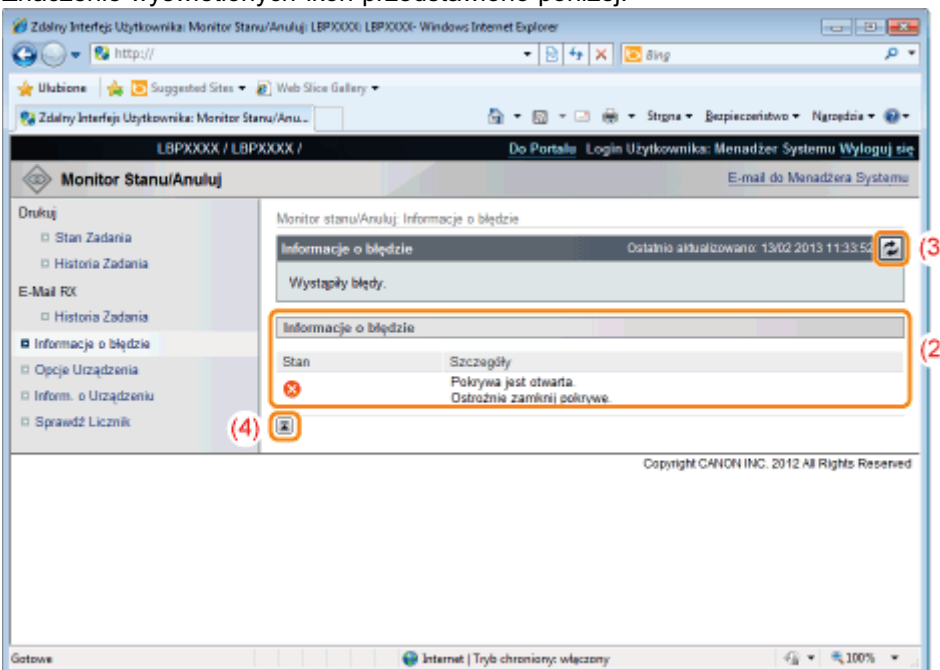 Znaczenie wyświetlonych ikon przedstawiono poniżej.
Zdalny Interfejs Użytkownika: Monitor Stanu/Anuluj: LBPXXXX: LBPXXXX- Windows Internet Explorer
http://
Bing
Ulubione Suggested Sites Web Slice Gallery
Zdalny Interfejs Użytkownika: Monitor Stanu/Anu...
Strona Bezpieczeństwo Narzędzia
LBPXXXX / LBPXXXX /
Do Portalu Login Użytkownika: Menadżer Systemu Wyloguj się
Monitor Stanu/Anuluj
E-mail do Menadżera Systemu
Drukuj
Stan Zadania
Historia Zadania
E-Mail RX
Historia Zadania
Informacje o błędzie
Opcje Urządzenia
Inform. o Urządzeniu
Sprawdź Licznik
Monitor stanu/Anuluj: Informacje o błędzie
Informacje o błędzie
Ostatnio aktualizowano: 13/02 2013 11:33:52
(3
Wystąpiły błędy.
Informacje o błędzie
(2
Stan Szczegóły
Pokrywa jest otwarta.
Ostrożnie zamknij pokrywę.
(4)
Copyright CANON INC. 2012 All Rights Reserved
Gotowe
Internet | Tryb chroniony: włączony
100%